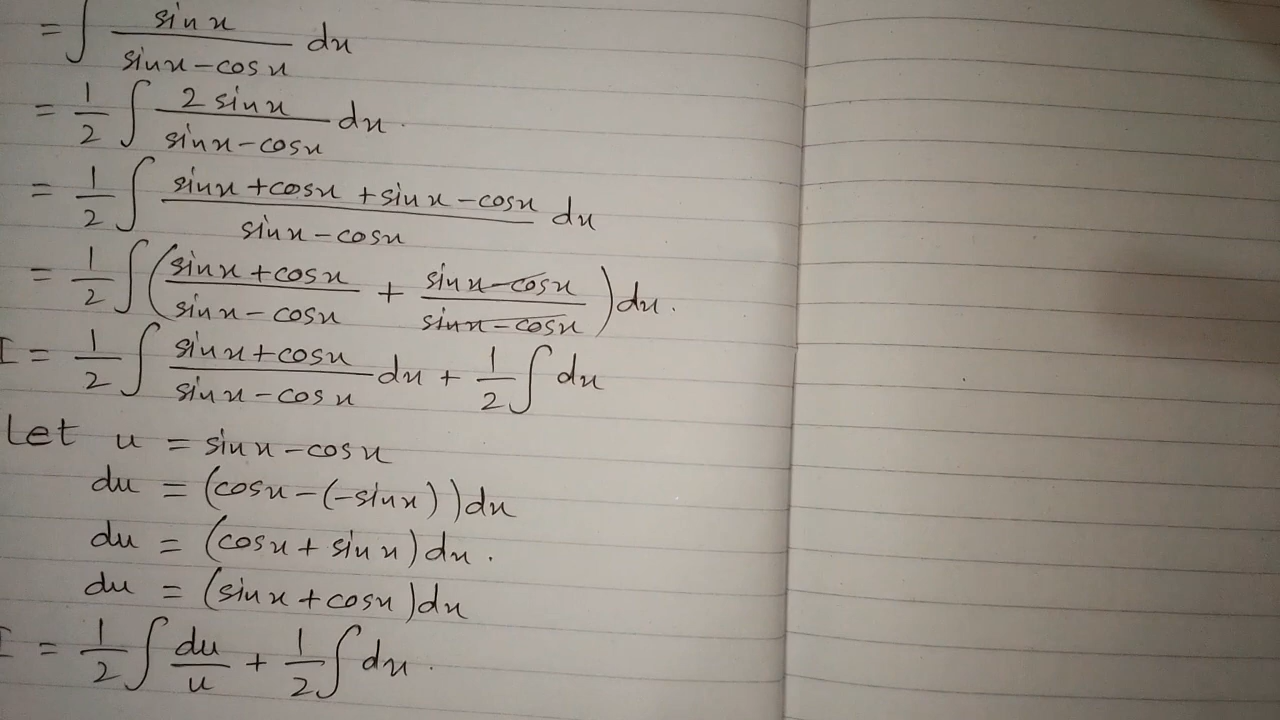 = ∫ sin x / (sin x - cos x) dx
= 1/2 ∫ 2 sin x / (sin x - cos x) dx.
= 1/2 ∫ (sin x + cos x + sin x - cos x) / (sin x - cos x) dx
= 1/2 ∫ ( (sin x + cos x) / (sin x - cos x) + (sin x - cos x) / (sin x - cos x) ) dx.
I = 1/2 ∫ (sin x + cos x) / (sin x - cos x) dx + 1/2 ∫ dx
Let u = sin x - cos x
du = (cos x - (-sin x)) dx
du = (cos x + sin x) dx.
du = (sin x + cos x) dx
I = 1/2 ∫ du/u + 1/2 ∫ dx.